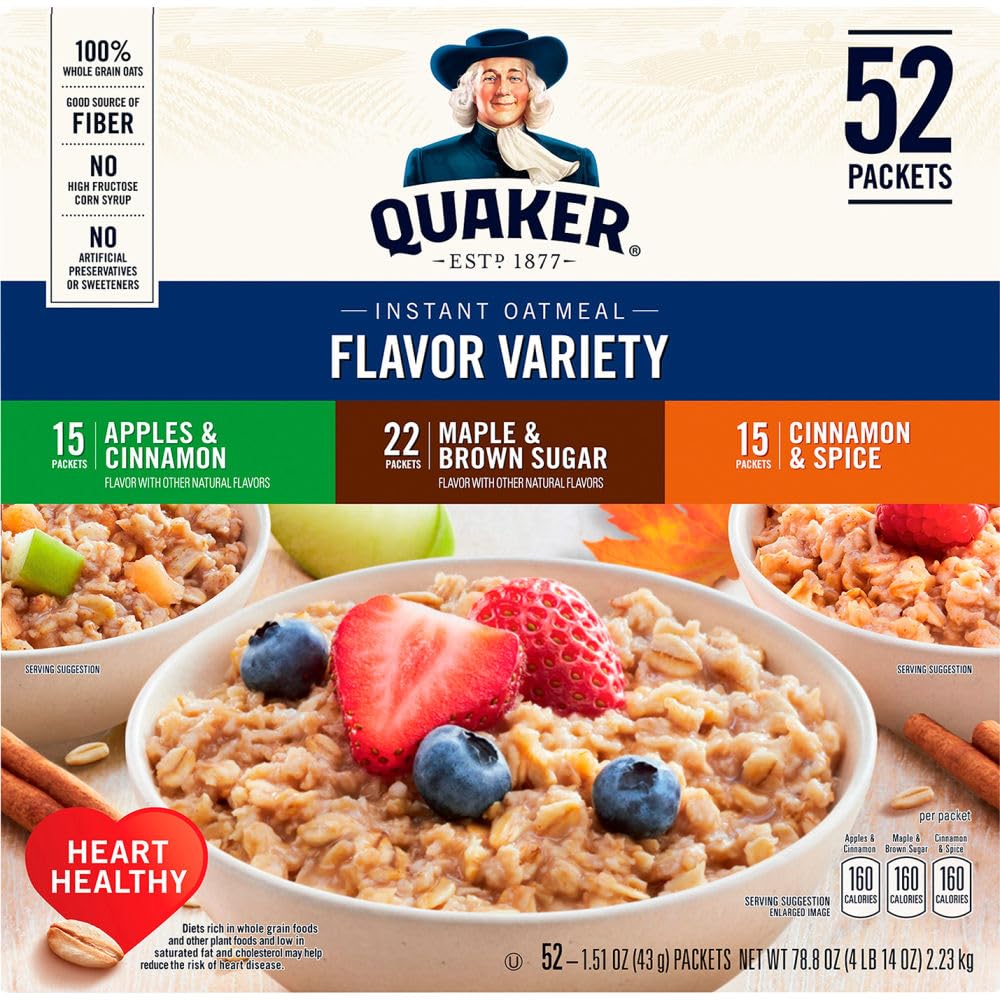 100%
WHOLE GRAIN OATS
GOOD SOURCE OF
FIBER
NO
HIGH FRUCTOSE
CORN SYRUP
NO
ARTIFICIAL
PRESERVATIVES
OR SWEETENERS
52
PACKETS
QUAKER®
EST.D 1877
INSTANT OATMEAL
FLAVOR VARIETY
15
PACKETS
APPLES &
CINNAMON
FLAVOR WITH OTHER NATURAL FLAVORS
22
PACKETS
MAPLE &
BROWN SUGAR
FLAVOR WITH OTHER NATURAL FLAVORS
15
PACKETS
CINNAMON
& SPICE
SERVING SUGGESTION
SERVING SUGGESTION
HEART
HEALTHY
Diets rich in whole grain foods
and other plant foods and low in
saturated fat and cholesterol may help
reduce the risk of heart disease.
per packet
Apples &
Cinnamon
160
CALORIES
Maple &
Brown Sugar
160
CALORIES
Cinnamon
& Spice
160
CALORIES
SERVING SUGGESTION
ENLARGED IMAGE
U
52–1.51 OZ (43 g) PACKETS NET WT 78.8 OZ (4 LB 14 OZ) 2.23 kg